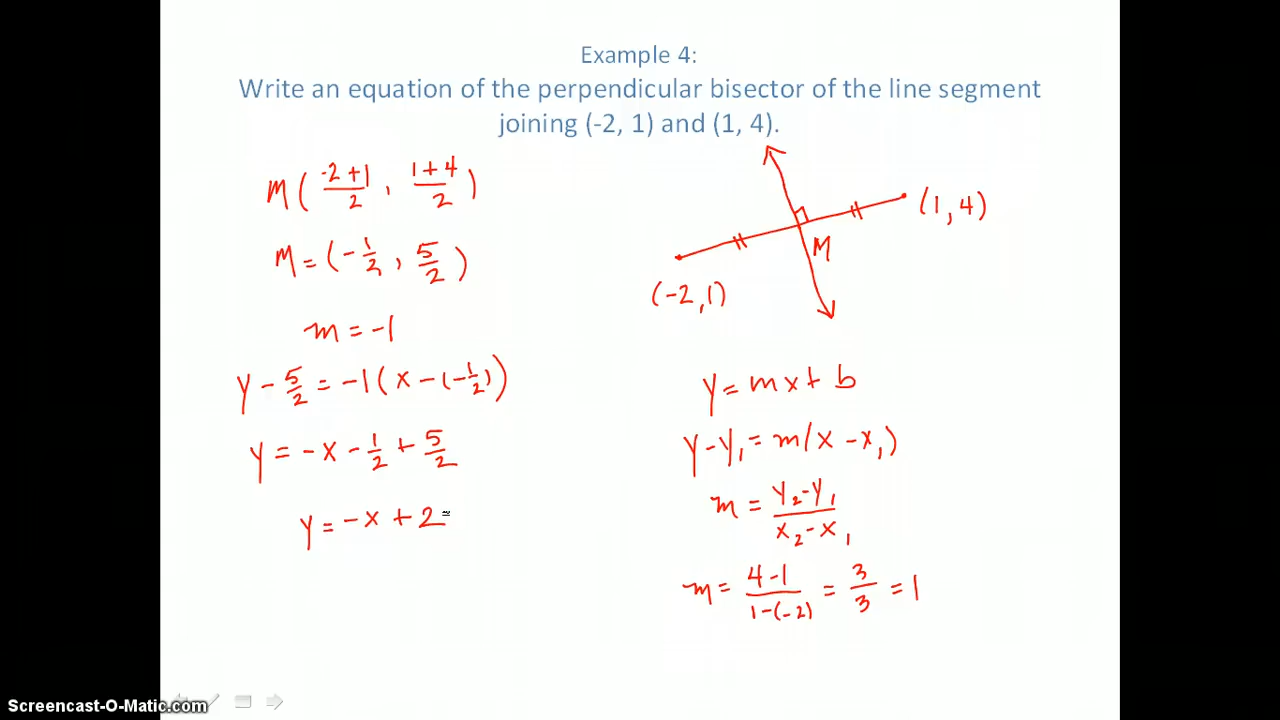 Example 4:
Write an equation of the perpendicular bisector of the line segment
joining (-2, 1) and (1, 4).
M ( -2+1/2 , 1+4/2 )
M = ( -1/2 , 5/2 )
m = -1
y - 5/2 = -1 ( x - (-1/2) )
y = -x - 1/2 + 5/2
y = -x + 2
(1, 4)
M
(-2, 1)
y = mx + b
y - y₁ = m(x - x₁)
m = y₂-y₁/x₂-x₁
m = 4-1/1-(-2) = 3/3 = 1
Screencast-O-Matic.com